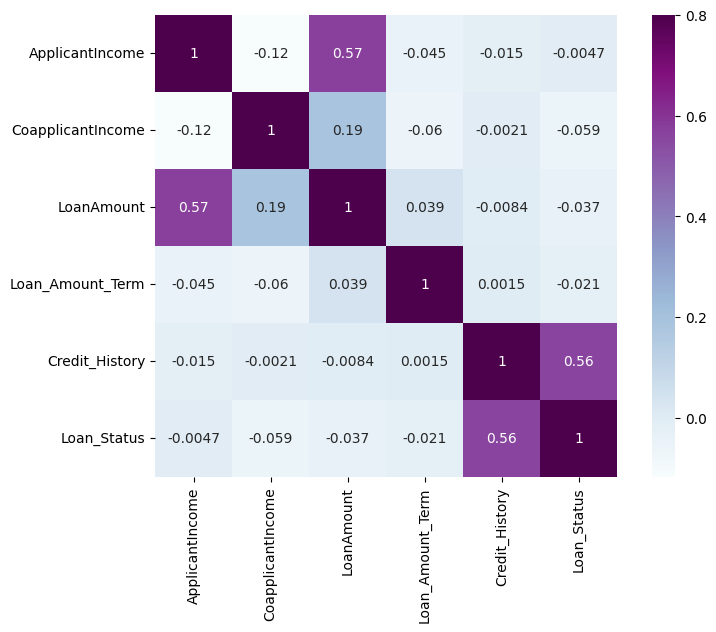 ApplicantIncome 1 -0.12 0.57 -0.045 -0.015 -0.0047
CoapplicantIncome -0.12 1 0.19 -0.06 -0.0021 -0.059
LoanAmount 0.57 0.19 1 0.039 -0.0084 -0.037
Loan_Amount_Term -0.045 -0.06 0.039 1 0.0015 -0.021
Credit_History -0.015 -0.0021 -0.0084 0.0015 1 0.56
Loan_Status -0.0047 -0.059 -0.037 -0.021 0.56 1
ApplicantIncome
CoapplicantIncome
LoanAmount
Loan_Amount_Term
Credit_History
Loan_Status
0.8
0.6
0.4
0.2
0.0